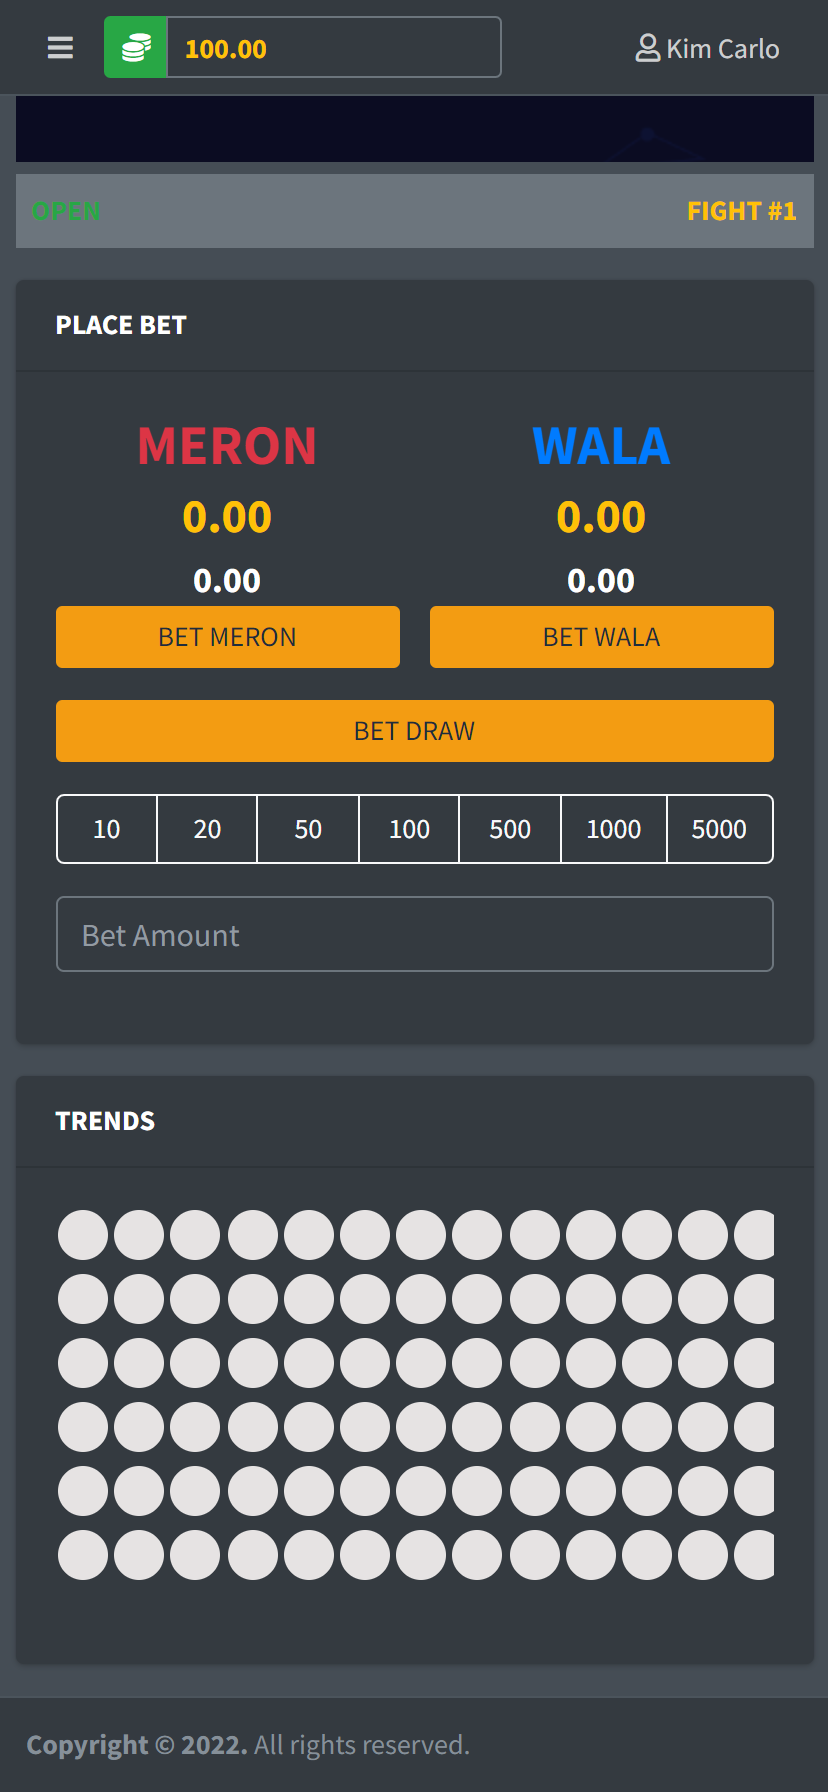 100.00 Kim Carlo
OPEN FIGHT #1
PLACE BET
MERON WALA
0.00 0.00
0.00 0.00
BET MERON BET WALA
BET DRAW
10 20 50 100 500 1000 5000
Bet Amount
TRENDS
Copyright © 2022. All rights reserved.